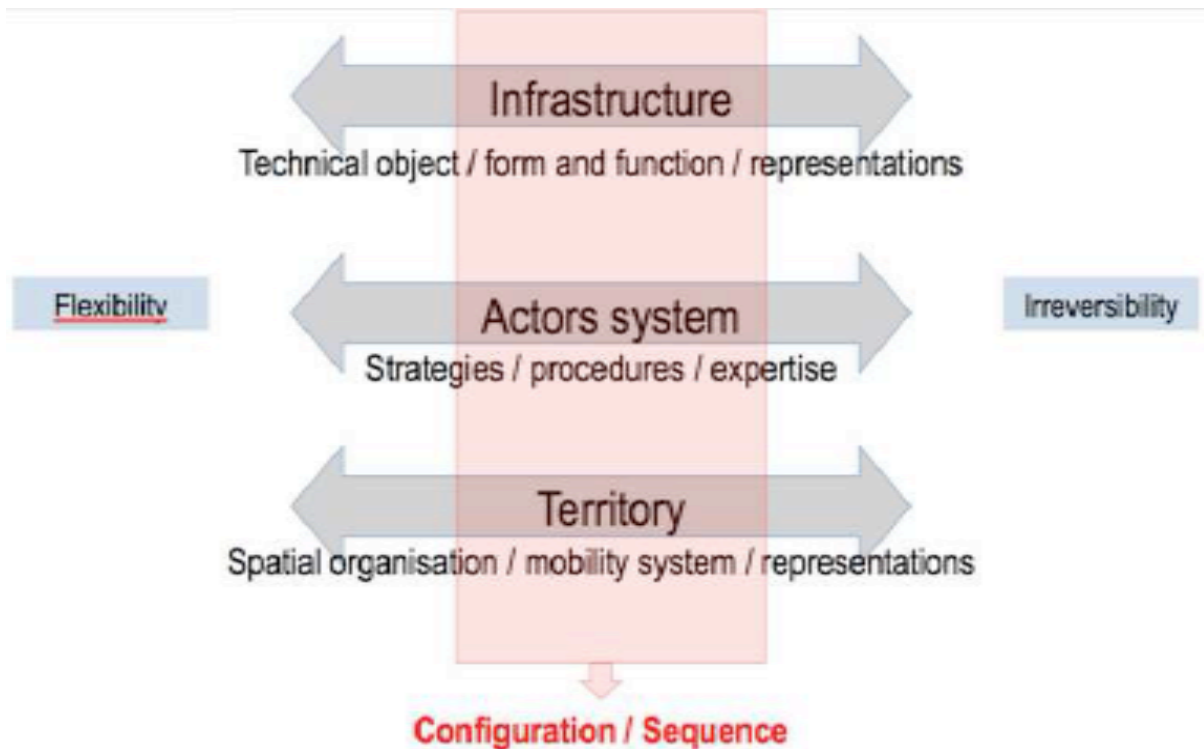 Infrastructure
Technical object / form and function / representations
Flexibility
Actors system
Irreversibility
Strategies / procedures / expertise
Territory
Spatial organisation / mobility system / representations
Configuration / Sequence